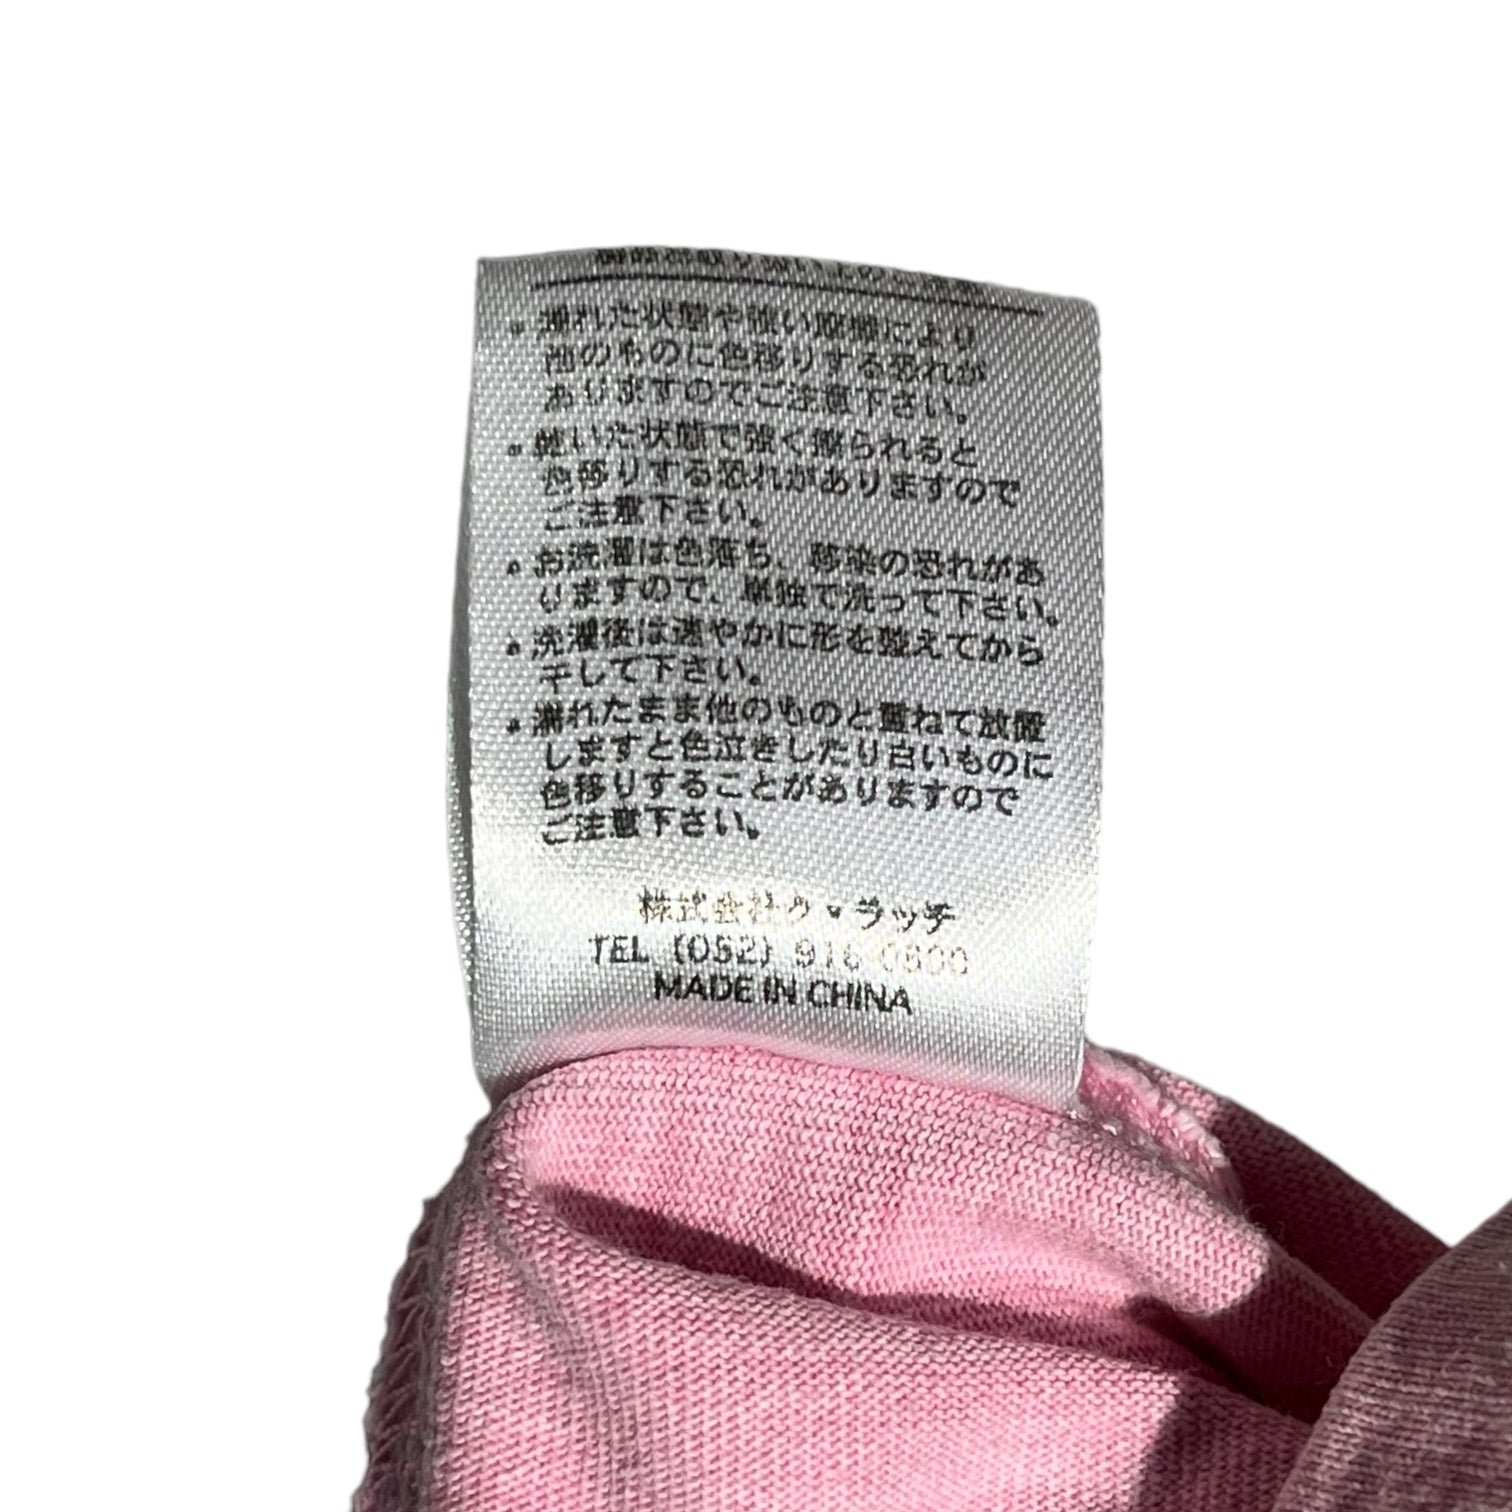 ・濡れた状態や強い摩擦により
他のものに色移りする恐れが
ありますのでご注意下さい。
・乾いた状態で強く擦られると
色移りする恐れがありますので
ご注意下さい。
・お洗濯は色落ち、移染の恐れがあ
りますので、単独で洗って下さい。
・洗濯後は速やかに形を整えてから
干して下さい。
・濡れたまま他のものと重ねて放置
しますと色泣きしたり白いものに
色移りすることがありますので
ご注意下さい。
株式会社ク・ラッチ
TEL (052)
MADE IN CHINA